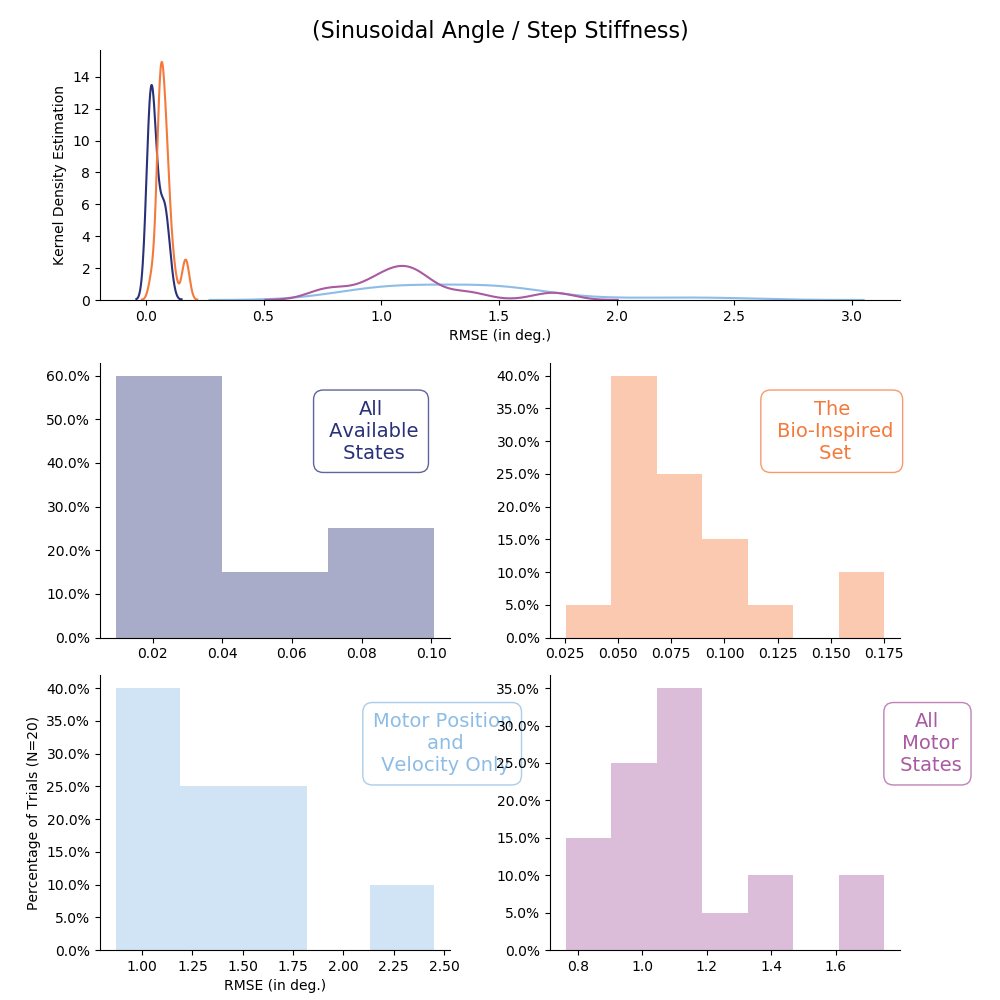 (Sinusoidal Angle / Step Stiffness)
Kernel Density Estimation
14
12
10
8
6
4
2
0
0.0 0.5 1.0 1.5 2.0 2.5 3.0
RMSE (in deg.)
60.0%
50.0%
40.0%
30.0%
20.0%
10.0%
0.0%
All
Available
States
0.02 0.04 0.06 0.08 0.10
40.0%
35.0%
30.0%
25.0%
20.0%
15.0%
10.0%
5.0%
0.0%
The
Bio-Inspired
Set
0.025 0.050 0.075 0.100 0.125 0.150 0.175
Percentage of Trials (N=20)
40.0%
35.0%
30.0%
25.0%
20.0%
15.0%
10.0%
5.0%
0.0%
Motor Position
and
Velocity Only
1.00 1.25 1.50 1.75 2.00 2.25 2.50
RMSE (in deg.)
35.0%
30.0%
25.0%
20.0%
15.0%
10.0%
5.0%
0.0%
All
Motor
States
0.8 1.0 1.2 1.4 1.6